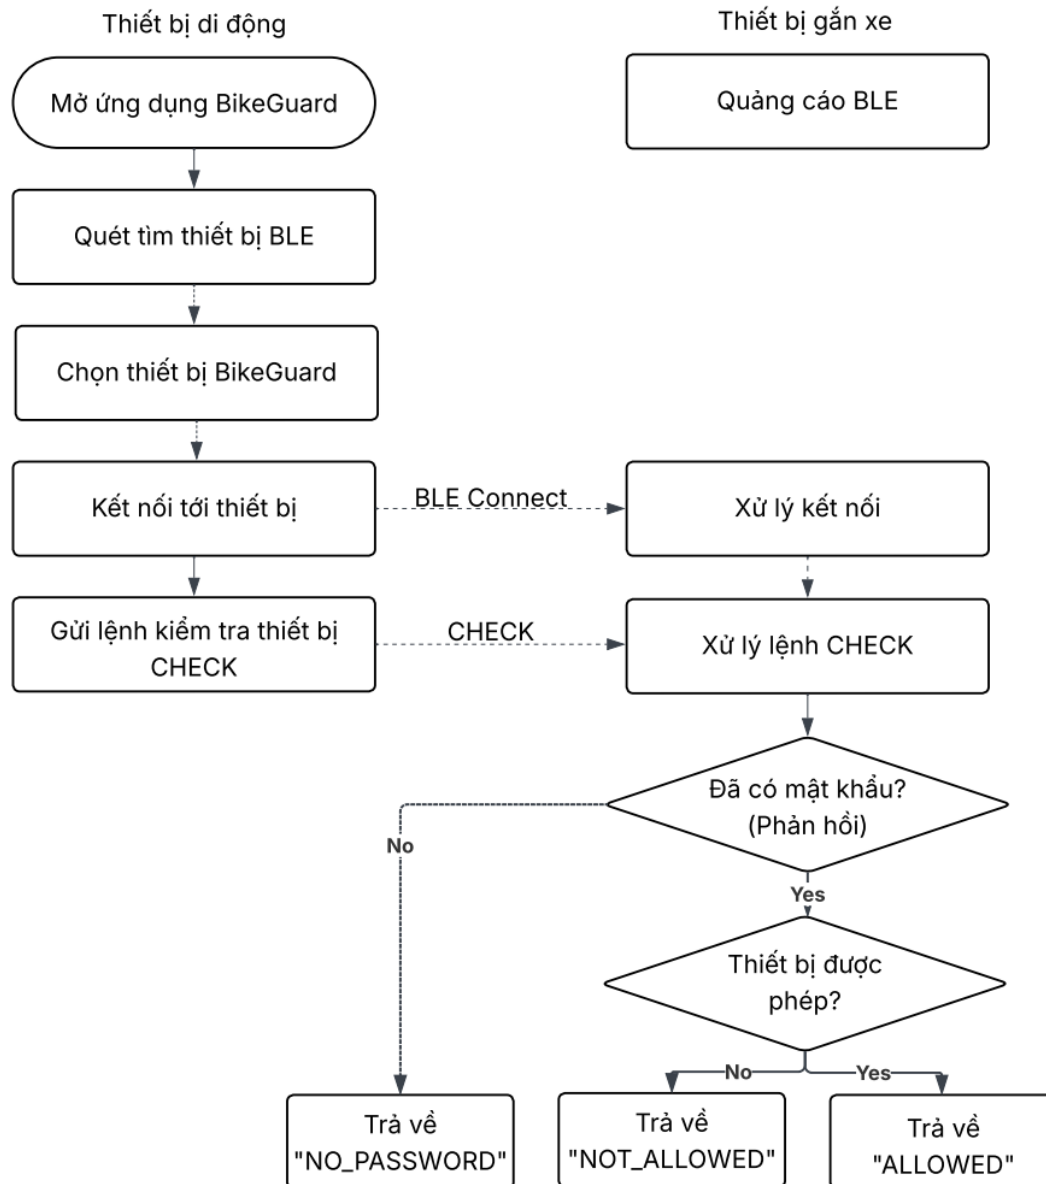 Thiết bị di động
Thiết bị gắn xe
Mở ứng dụng BikeGuard
Quảng cáo BLE
Quét tìm thiết bị BLE
Chọn thiết bị BikeGuard
Kết nối tới thiết bị
BLE Connect
Xử lý kết nối
Gửi lệnh kiểm tra thiết bị
CHECK
CHECK
Xử lý lệnh CHECK
Đã có mật khẩu?
(Phản hồi)
No
Yes
Thiết bị được
phép?
No
Yes
Trả về
"NO_PASSWORD"
Trả về
"NOT_ALLOWED"
Trả về
"ALLOWED"